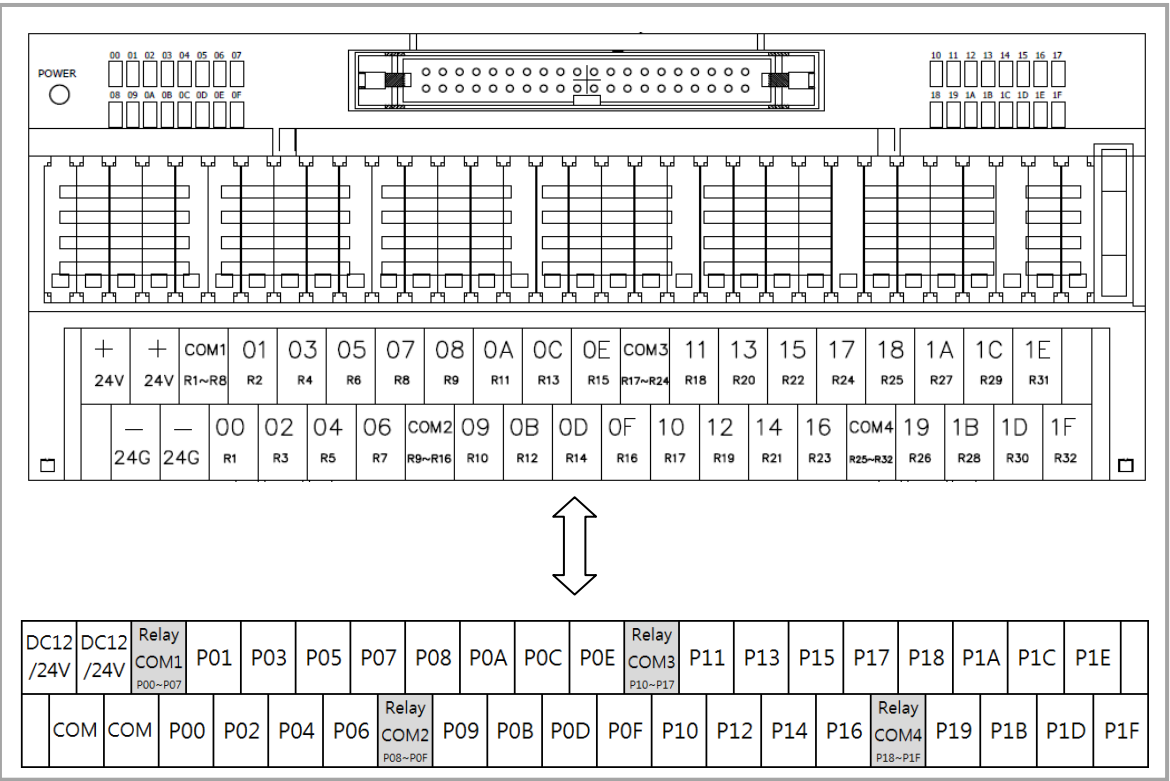 00 01 02 03 04 05 06 07
10 11 12 13 14 15 16 17
POWER
08 09 0A 0B 0C 0D 0E 0F
18 19 1A 1B 1C 1D 1E 1F
+ + COM1 01 03 05 07 08 0A 0C 0E COM3 11 13 15 17 18 1A 1C 1E
24V 24V R1~R8 R2 R4 R6 R8 R9 R11 R13 R15 R17~R24 R18 R20 R22 R24 R25 R27 R29 R31
— — 00 02 04 06 COM2 09 0B 0D 0F 10 12 14 16 COM4 19 1B 1D 1F
24G 24G R1 R3 R5 R7 R9~R16 R10 R12 R14 R16 R17 R19 R21 R23 R25~R32 R26 R28 R30 R32
DC12 DC12 Relay Relay
/24V /24V COM1 P01 P03 P05 P07 P08 P0A P0C P0E COM3 P11 P13 P15 P17 P18 P1A P1C P1E
P00~P07 P10~P17
Relay Relay
COM COM P00 P02 P04 P06 COM2 P09 P0B P0D P0F P10 P12 P14 P16 COM4 P19 P1B P1D P1F
P08~P0F P18~P1F